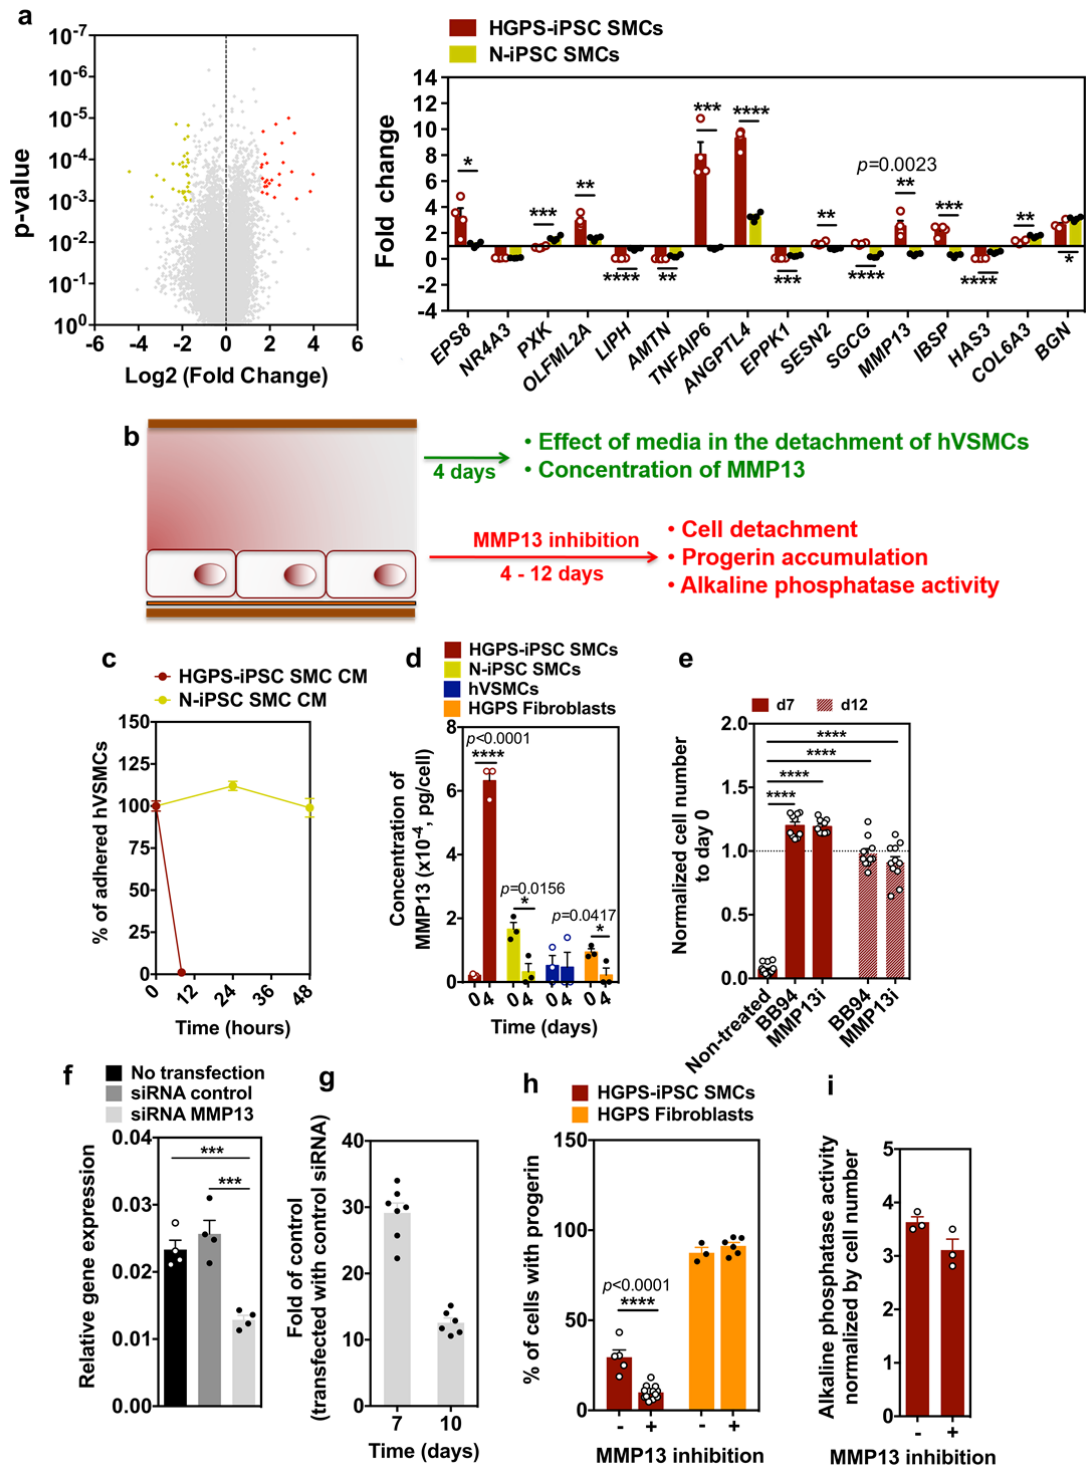 a
HGPS-iPSC SMCs
N-iPSC SMCs
10-7
10-6
10-5
10-4
10-3
10-2
10-1
100
p-value
-6 -4 -2 0 2 4 6
Log2 (Fold Change)
14
12
10
8
6
4
2
0
-2
-4
Fold change
* *** ** **** ** *** **** *** ** **** p=0.0023 ** *** **** ** *
EPS8 NR4A3 PXK OLFML2A LIPH AMTN TNFAIP6 ANGPTL4 EPPK1 SESN2 SGCG MMP13 IBSP HAS3 COL6A3 BGN
b
4 days
• Effect of media in the detachment of hVSMCs
• Concentration of MMP13
MMP13 inhibition
4 - 12 days
• Cell detachment
• Progerin accumulation
• Alkaline phosphatase activity
c
HGPS-iPSC SMC CM
N-iPSC SMC CM
150
125
100
75
50
25
0
% of adhered hVSMCs
0 12 24 36 48
Time (hours)
d
HGPS-iPSC SMCs
N-iPSC SMCs
hVSMCs
HGPS Fibroblasts
8
6
4
2
0
Concentration of
MMP13 (x10-4, pg/cell)
p<0.0001
****
p=0.0156
*
p=0.0417
*
0 4 0 4 0 4 0 4
Time (days)
e
d7 d12
2.0
1.5
1.0
0.5
0.0
Normalized cell number
to day 0
****
****
****
****
Non-treated BB94 MMP13i BB94 MMP13i
f
No transfection
siRNA control
siRNA MMP13
0.04
0.03
0.02
0.01
0.00
Relative gene expression
***
***
g
40
30
20
10
0
Fold of control
(transfected with control siRNA)
7 10
Time (days)
h
HGPS-iPSC SMCs
HGPS Fibroblasts
150
100
50
0
% of cells with progerin
p<0.0001
****
- + - +
MMP13 inhibition
i
5
4
3
2
1
0
Alkaline phosphatase activity
normalized by cell number
- +
MMP13 inhibition